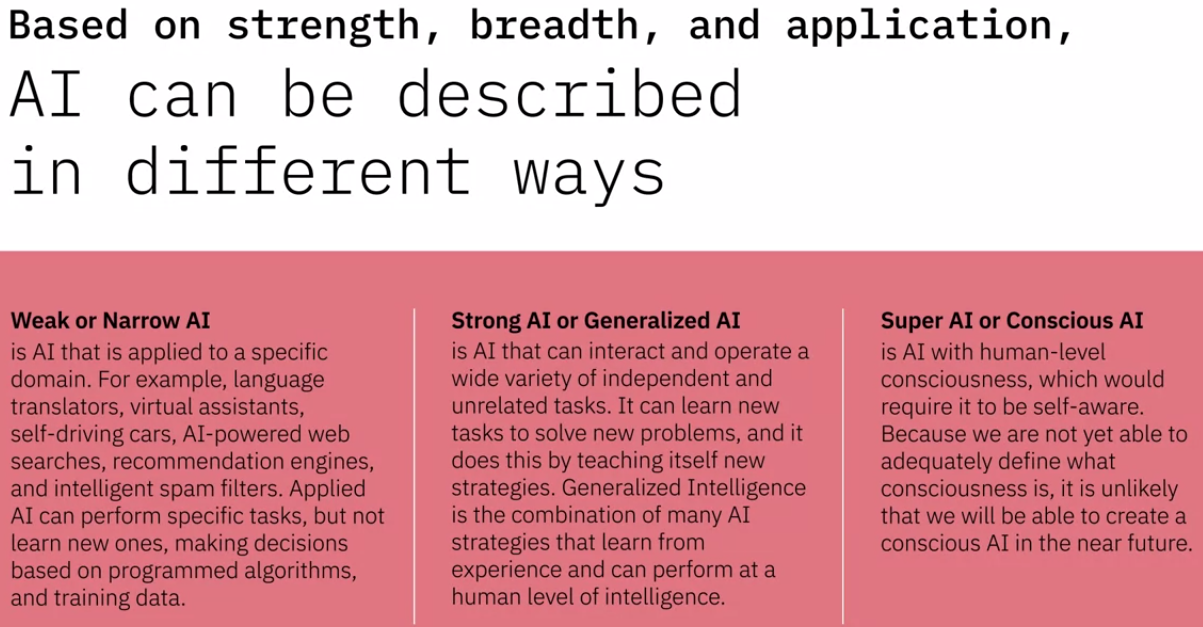 Based on strength, breadth, and application,
AI can be described
in different ways
Weak or Narrow AI
is AI that is applied to a specific
domain. For example, language
translators, virtual assistants,
self-driving cars, AI-powered web
searches, recommendation engines,
and intelligent spam filters. Applied
AI can perform specific tasks, but not
learn new ones, making decisions
based on programmed algorithms,
and training data.
Strong AI or Generalized AI
is AI that can interact and operate a
wide variety of independent and
unrelated tasks. It can learn new
tasks to solve new problems, and it
does this by teaching itself new
strategies. Generalized Intelligence
is the combination of many AI
strategies that learn from
experience and can perform at a
human level of intelligence.
Super AI or Conscious AI
is AI with human-level
consciousness, which would
require it to be self-aware.
Because we are not yet able to
adequately define what
consciousness is, it is unlikely
that we will be able to create a
conscious AI in the near future.